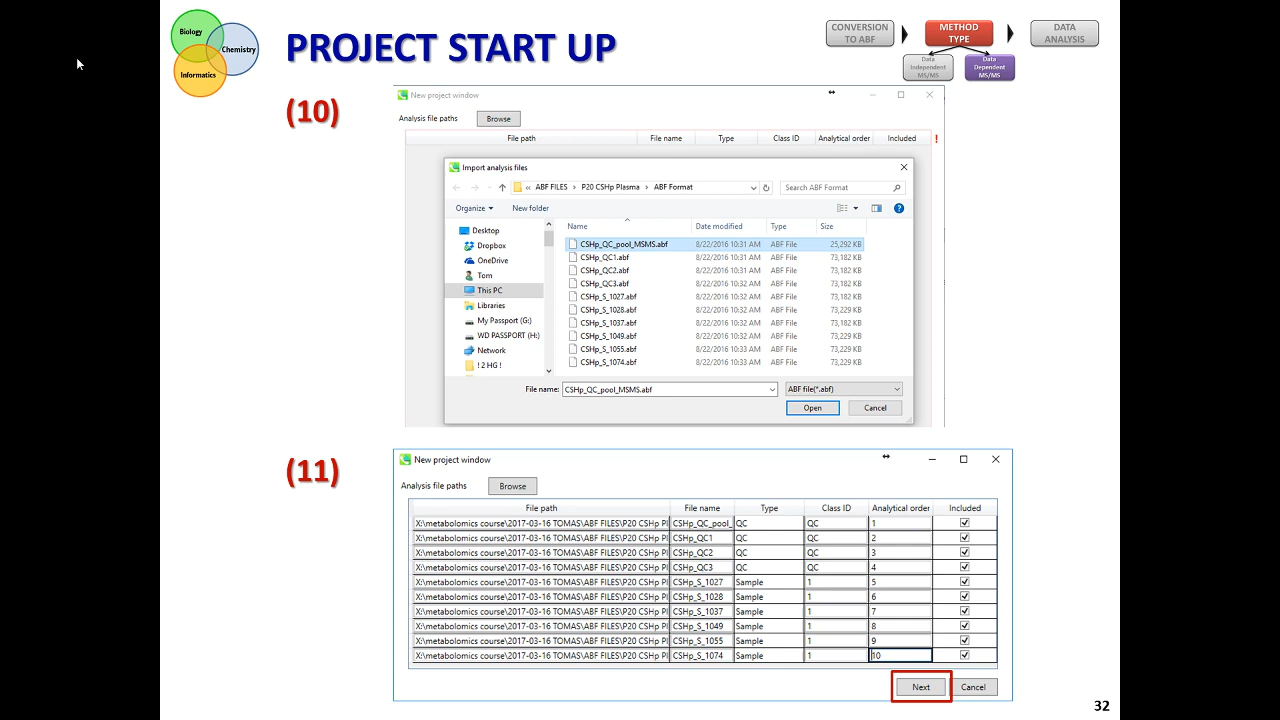 Biology
Chemistry
Informatics
PROJECT START UP
CONVERSION
TO ABF
METHOD
TYPE
DATA
ANALYSIS
Data
Independent
MS/MS
Data
Dependent
MS/MS
(10)
New project window
Analysis file paths Browse
File path File name Type Class ID Analytical order Included !
Import analysis files
« ABF FILES › P20 CSHp Plasma › ABF Format Search ABF Format
Organize New folder
Name Date modified Type Size
Desktop
Dropbox
OneDrive
Tom
This PC
Libraries
My Passport (G:)
WD PASSPORT (H:)
Network
! 2 HG !
CSHp_QC_pool_MSMS.abf 8/22/2016 10:31 AM ABF File 25,292 KB
CSHp_QC1.abf 8/22/2016 10:31 AM ABF File 73,182 KB
CSHp_QC2.abf 8/22/2016 10:31 AM ABF File 73,182 KB
CSHp_QC3.abf 8/22/2016 10:32 AM ABF File 73,182 KB
CSHp_S_1027.abf 8/22/2016 10:32 AM ABF File 73,182 KB
CSHp_S_1028.abf 8/22/2016 10:32 AM ABF File 73,229 KB
CSHp_S_1037.abf 8/22/2016 10:32 AM ABF File 73,182 KB
CSHp_S_1049.abf 8/22/2016 10:32 AM ABF File 73,229 KB
CSHp_S_1055.abf 8/22/2016 10:33 AM ABF File 73,229 KB
CSHp_S_1074.abf 8/22/2016 10:33 AM ABF File 73,229 KB
File name: CSHp_QC_pool_MSMS.abf ABF file(*.abf)
Open Cancel
(11)
New project window
Analysis file paths Browse
File path File name Type Class ID Analytical order Included
X:\metabolomics course\2017-03-16 TOMAS\ABF FILES\P20 CSHp Pl CSHp_QC_pool_ QC QC 1
X:\metabolomics course\2017-03-16 TOMAS\ABF FILES\P20 CSHp Pl CSHp_QC1 QC QC 2
X:\metabolomics course\2017-03-16 TOMAS\ABF FILES\P20 CSHp Pl CSHp_QC2 QC QC 3
X:\metabolomics course\2017-03-16 TOMAS\ABF FILES\P20 CSHp Pl CSHp_QC3 QC QC 4
X:\metabolomics course\2017-03-16 TOMAS\ABF FILES\P20 CSHp Pl CSHp_S_1027 Sample 1 5
X:\metabolomics course\2017-03-16 TOMAS\ABF FILES\P20 CSHp Pl CSHp_S_1028 Sample 1 6
X:\metabolomics course\2017-03-16 TOMAS\ABF FILES\P20 CSHp Pl CSHp_S_1037 Sample 1 7
X:\metabolomics course\2017-03-16 TOMAS\ABF FILES\P20 CSHp Pl CSHp_S_1049 Sample 1 8
X:\metabolomics course\2017-03-16 TOMAS\ABF FILES\P20 CSHp Pl CSHp_S_1055 Sample 1 9
X:\metabolomics course\2017-03-16 TOMAS\ABF FILES\P20 CSHp Pl CSHp_S_1074 Sample 1 10
Next Cancel
32